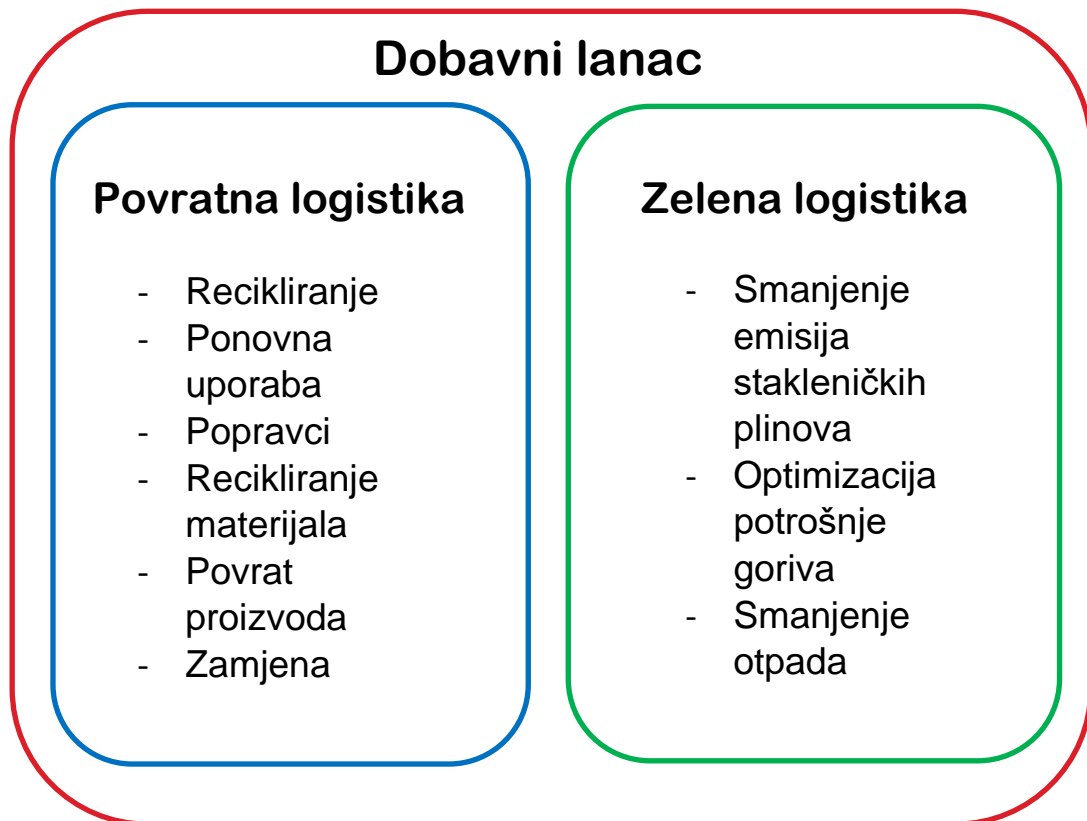 Dobavni lanac
Povratna logistika
- Recikliranje
- Ponovna
uporaba
- Popravci
- Recikliranje
materijala
- Povrat
proizvoda
- Zamjena
Zelena logistika
- Smanjenje
emisija
stakleničkih
plinova
- Optimizacija
potrošnje
goriva
- Smanjenje
otpada